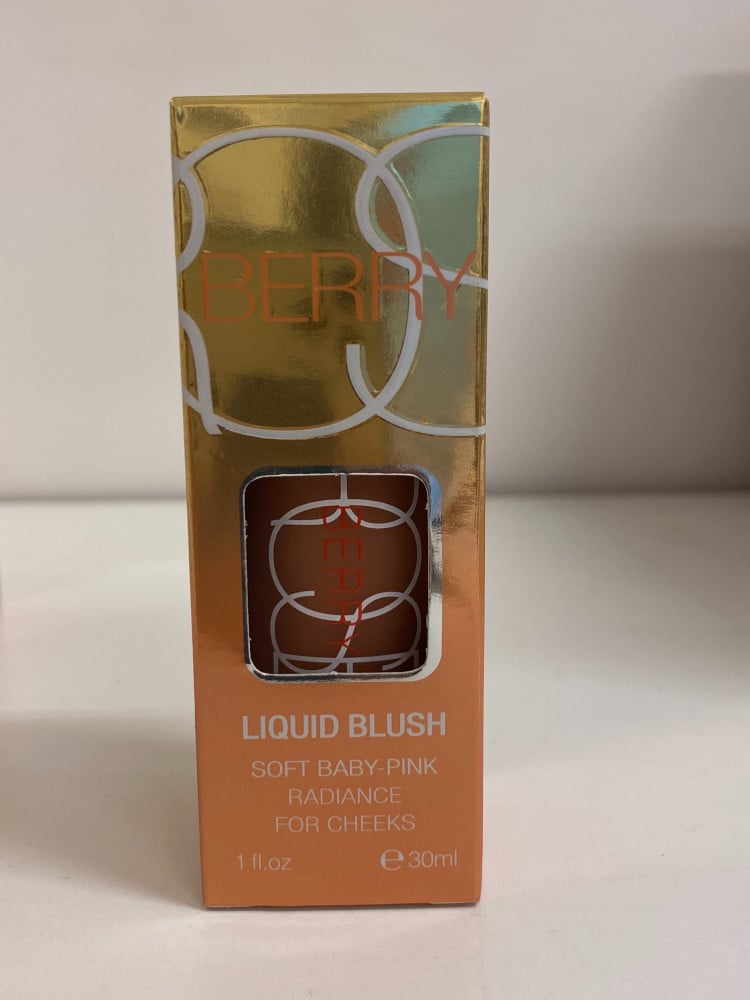 BERRY
BERRY
LIQUID BLUSH
SOFT BABY-PINK
RADIANCE
FOR CHEEKS
1 fl.oz ℮30ml